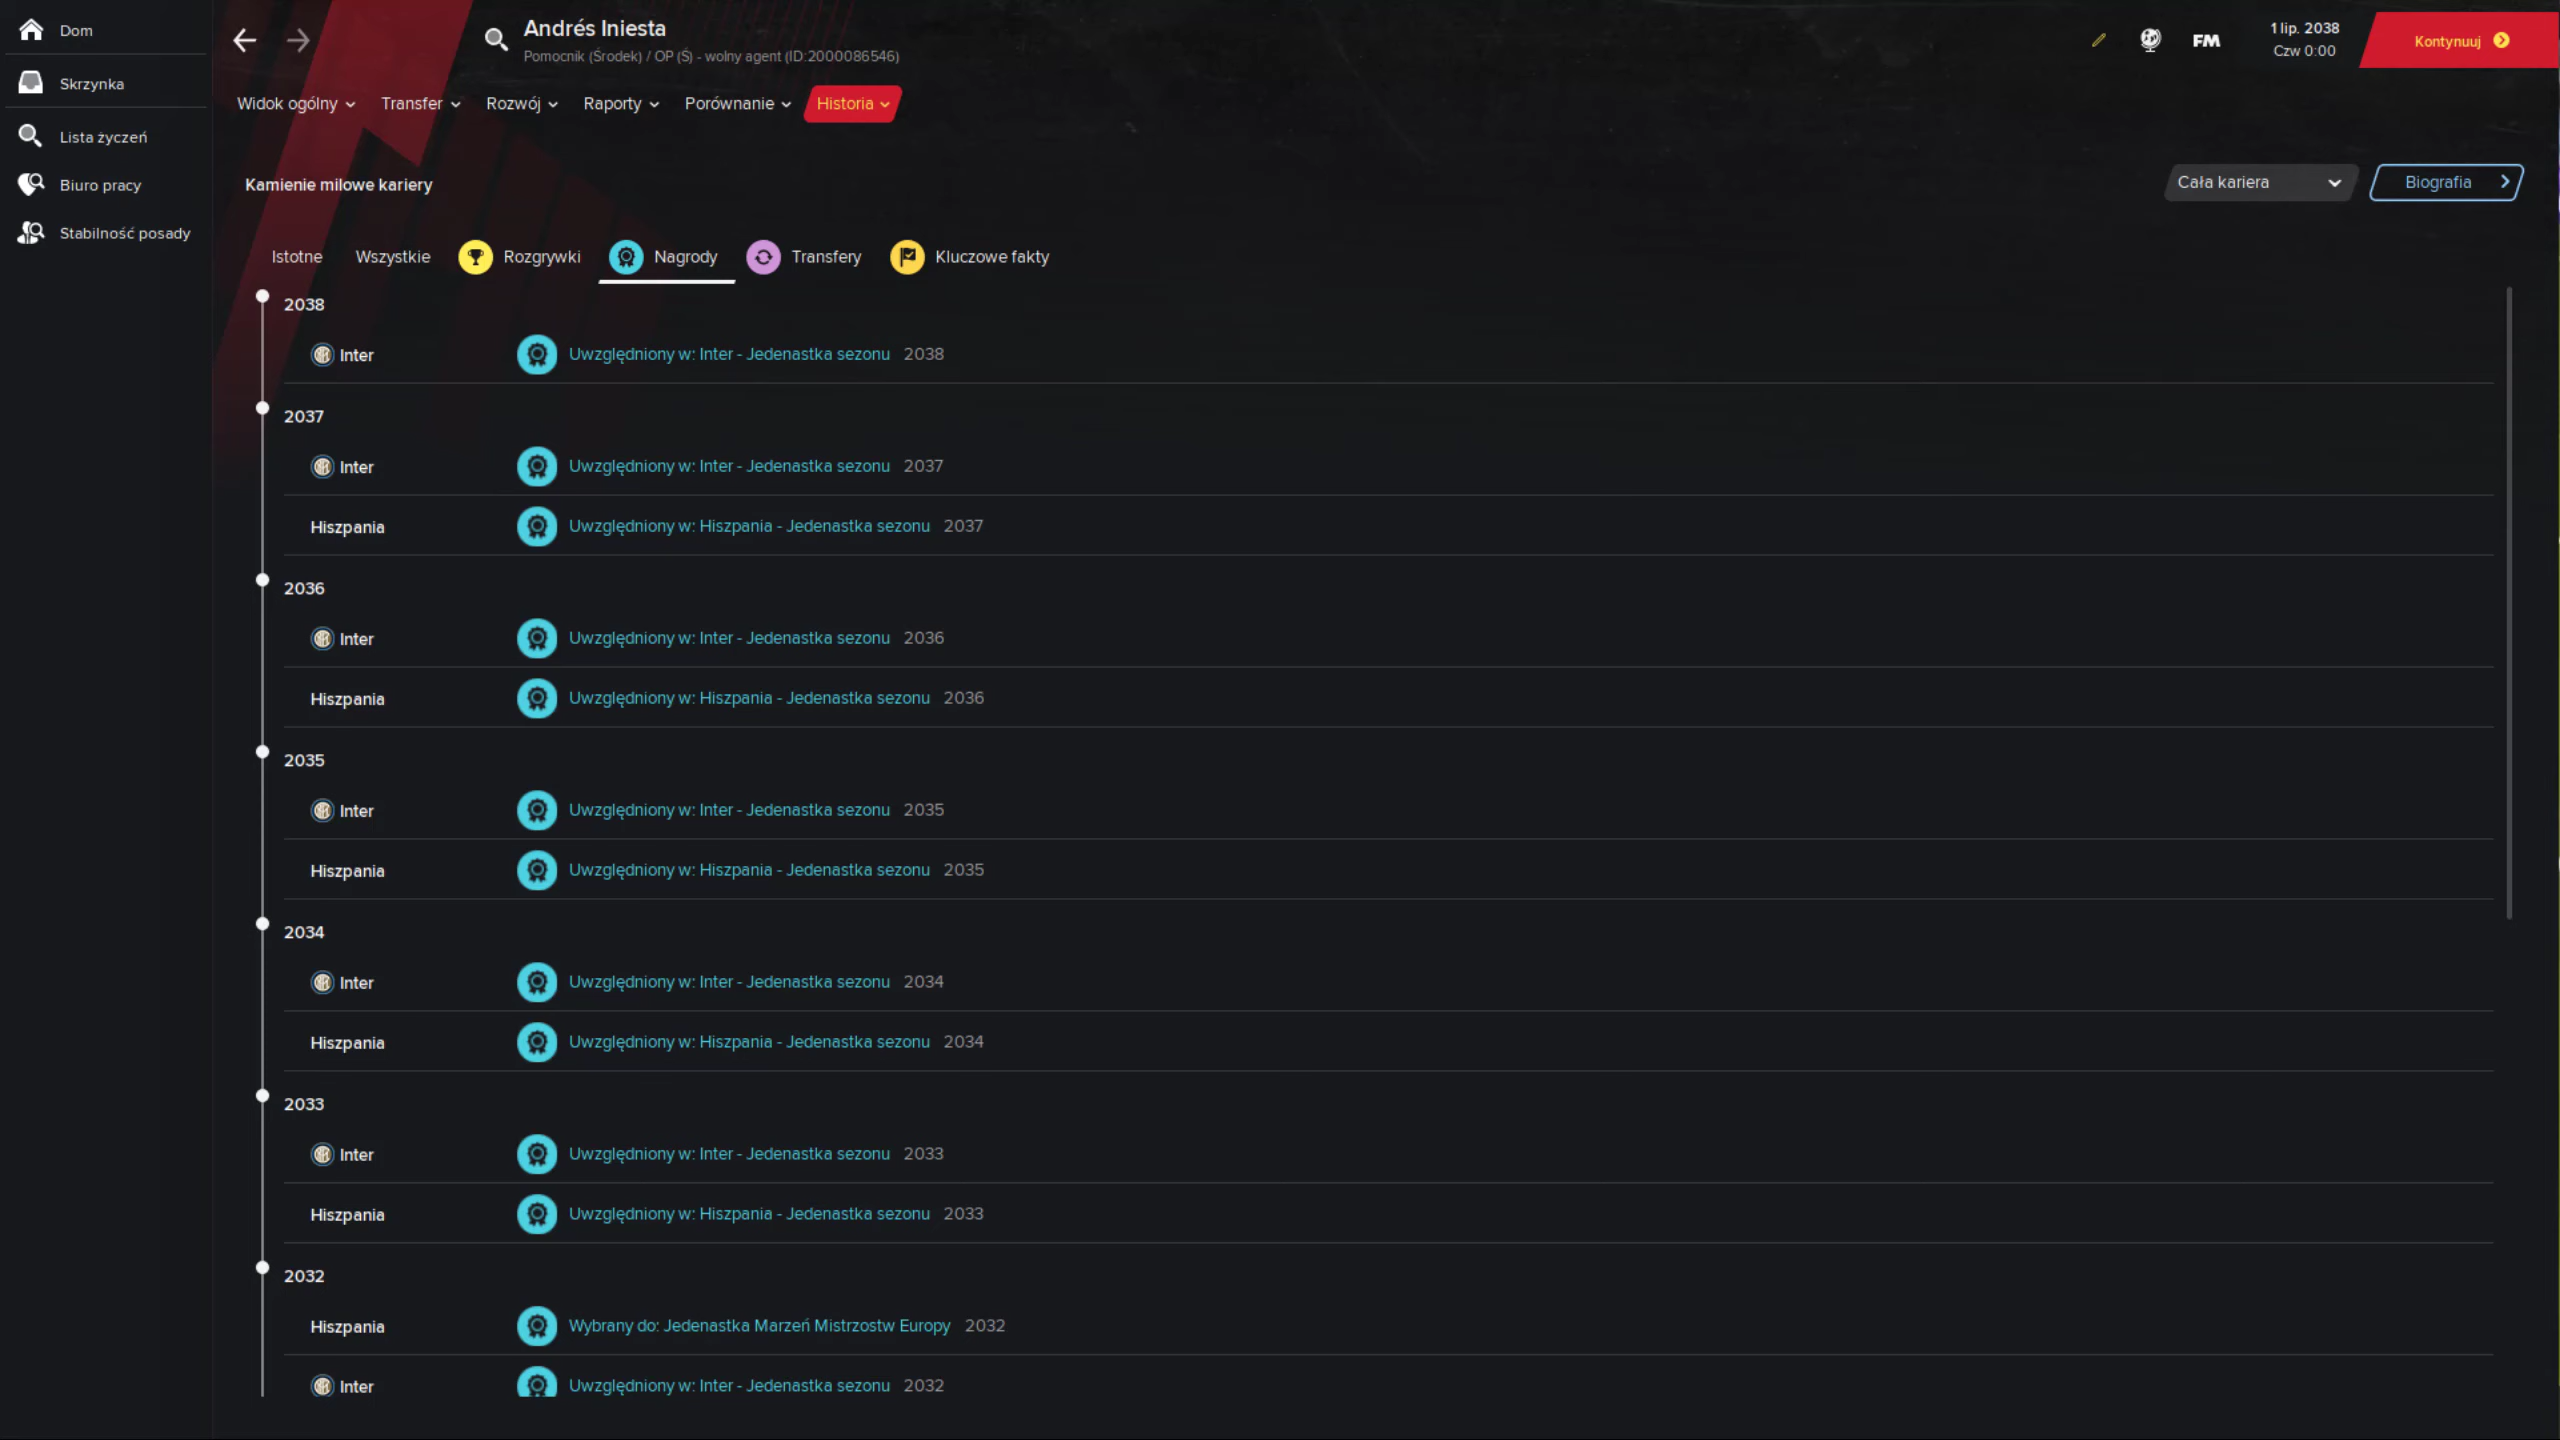 Dom
Skrzynka
Lista życzeń
Biuro pracy
Stabilność posady
Andrés Iniesta
Pomocnik (Środek) / OP (Ś) - wolny agent (ID:2000086546)
FM
1 lip. 2038
Czw 0:00
Kontynuuj
Widok ogólny
Transfer
Rozwój
Raporty
Porównanie
Historia
Kamienie milowe kariery
Cała kariera
Biografia
Istotne
Wszystkie
Rozgrywki
Nagrody
Transfery
Kluczowe fakty
2038
Inter Uwzględniony w: Inter - Jedenastka sezonu 2038
2037
Inter Uwzględniony w: Inter - Jedenastka sezonu 2037
Hiszpania Uwzględniony w: Hiszpania - Jedenastka sezonu 2037
2036
Inter Uwzględniony w: Inter - Jedenastka sezonu 2036
Hiszpania Uwzględniony w: Hiszpania - Jedenastka sezonu 2036
2035
Inter Uwzględniony w: Inter - Jedenastka sezonu 2035
Hiszpania Uwzględniony w: Hiszpania - Jedenastka sezonu 2035
2034
Inter Uwzględniony w: Inter - Jedenastka sezonu 2034
Hiszpania Uwzględniony w: Hiszpania - Jedenastka sezonu 2034
2033
Inter Uwzględniony w: Inter - Jedenastka sezonu 2033
Hiszpania Uwzględniony w: Hiszpania - Jedenastka sezonu 2033
2032
Hiszpania Wybrany do: Jedenastka Marzeń Mistrzostw Europy 2032
Inter Uwzględniony w: Inter - Jedenastka sezonu 2032